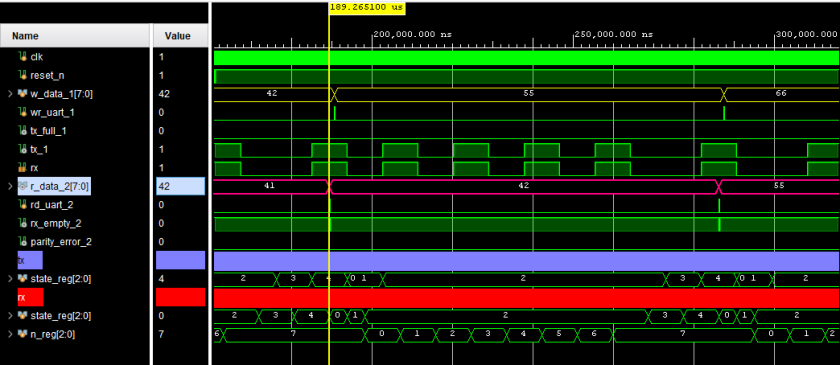 189.265100 us
Name Value 200,000.000 ns 250,000.000 ns 300,000
clk 1
reset_n 1
w_data_1[7:0] 42 42 55 66
wr_uart_1 0
tx_full_1 0
tx_1 1
rx 1
r_data_2[7:0] 42 41 42 55
rd_uart_2 0
rx_empty_2 0
parity_error_2 0
tx
state_reg[2:0] 4 2 3 4 0 1 2 3 4 0 1 2
rx
state_reg[2:0] 0 2 3 4 0 1 2 3 4 0 1 2
n_reg[2:0] 7 6 7 0 1 2 3 4 5 6 7 0 1 2